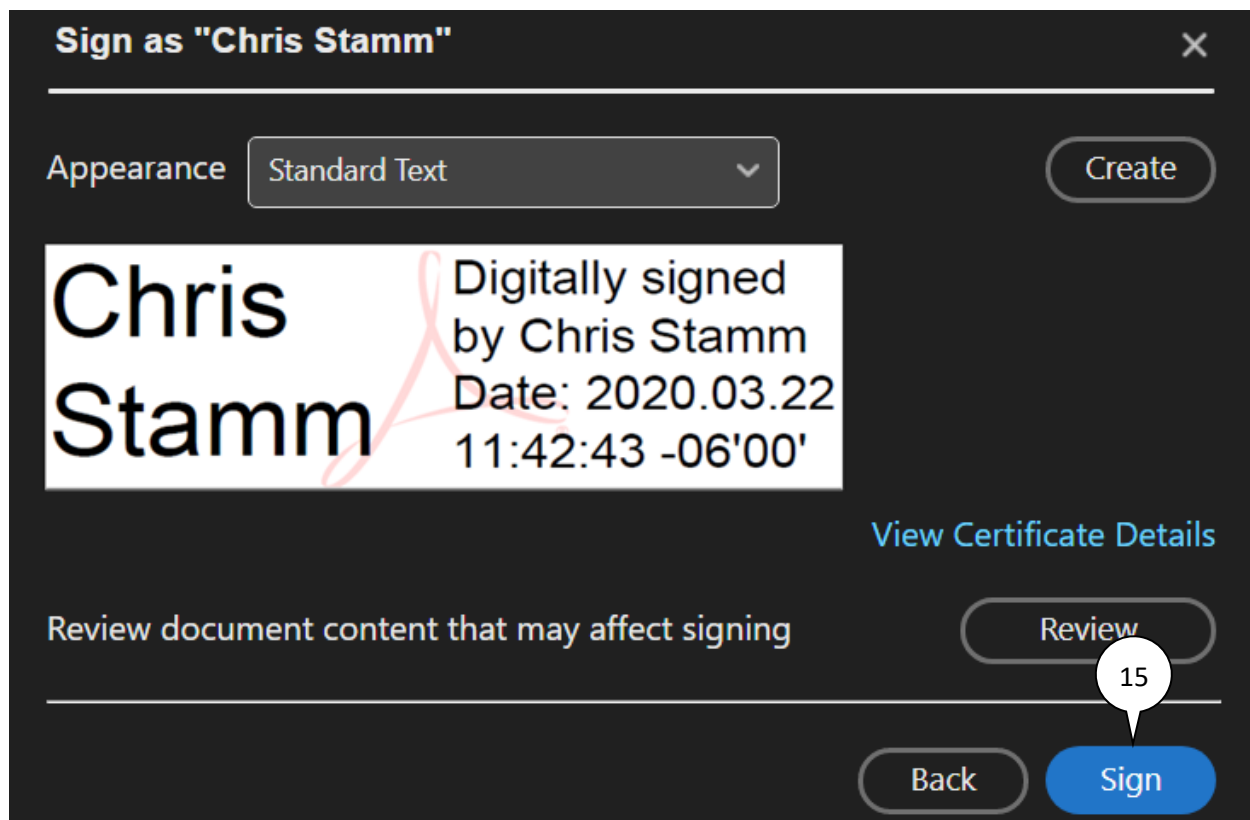 Sign as "Chris Stamm"
Appearance
Standard Text
Create
Chris
Stamm
Digitally signed
by Chris Stamm
Date: 2020.03.22
11:42:43 -06'00'
View Certificate Details
Review document content that may affect signing
Review
15
Back
Sign